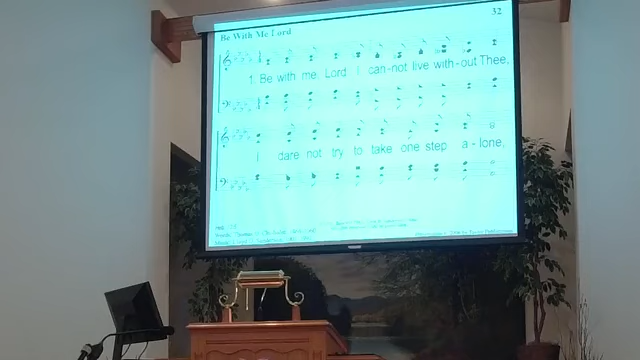 Be With Me Lord
32
1. Be with me, Lord I can-not live with-out Thee,
I dare not try to take one step a-lone,